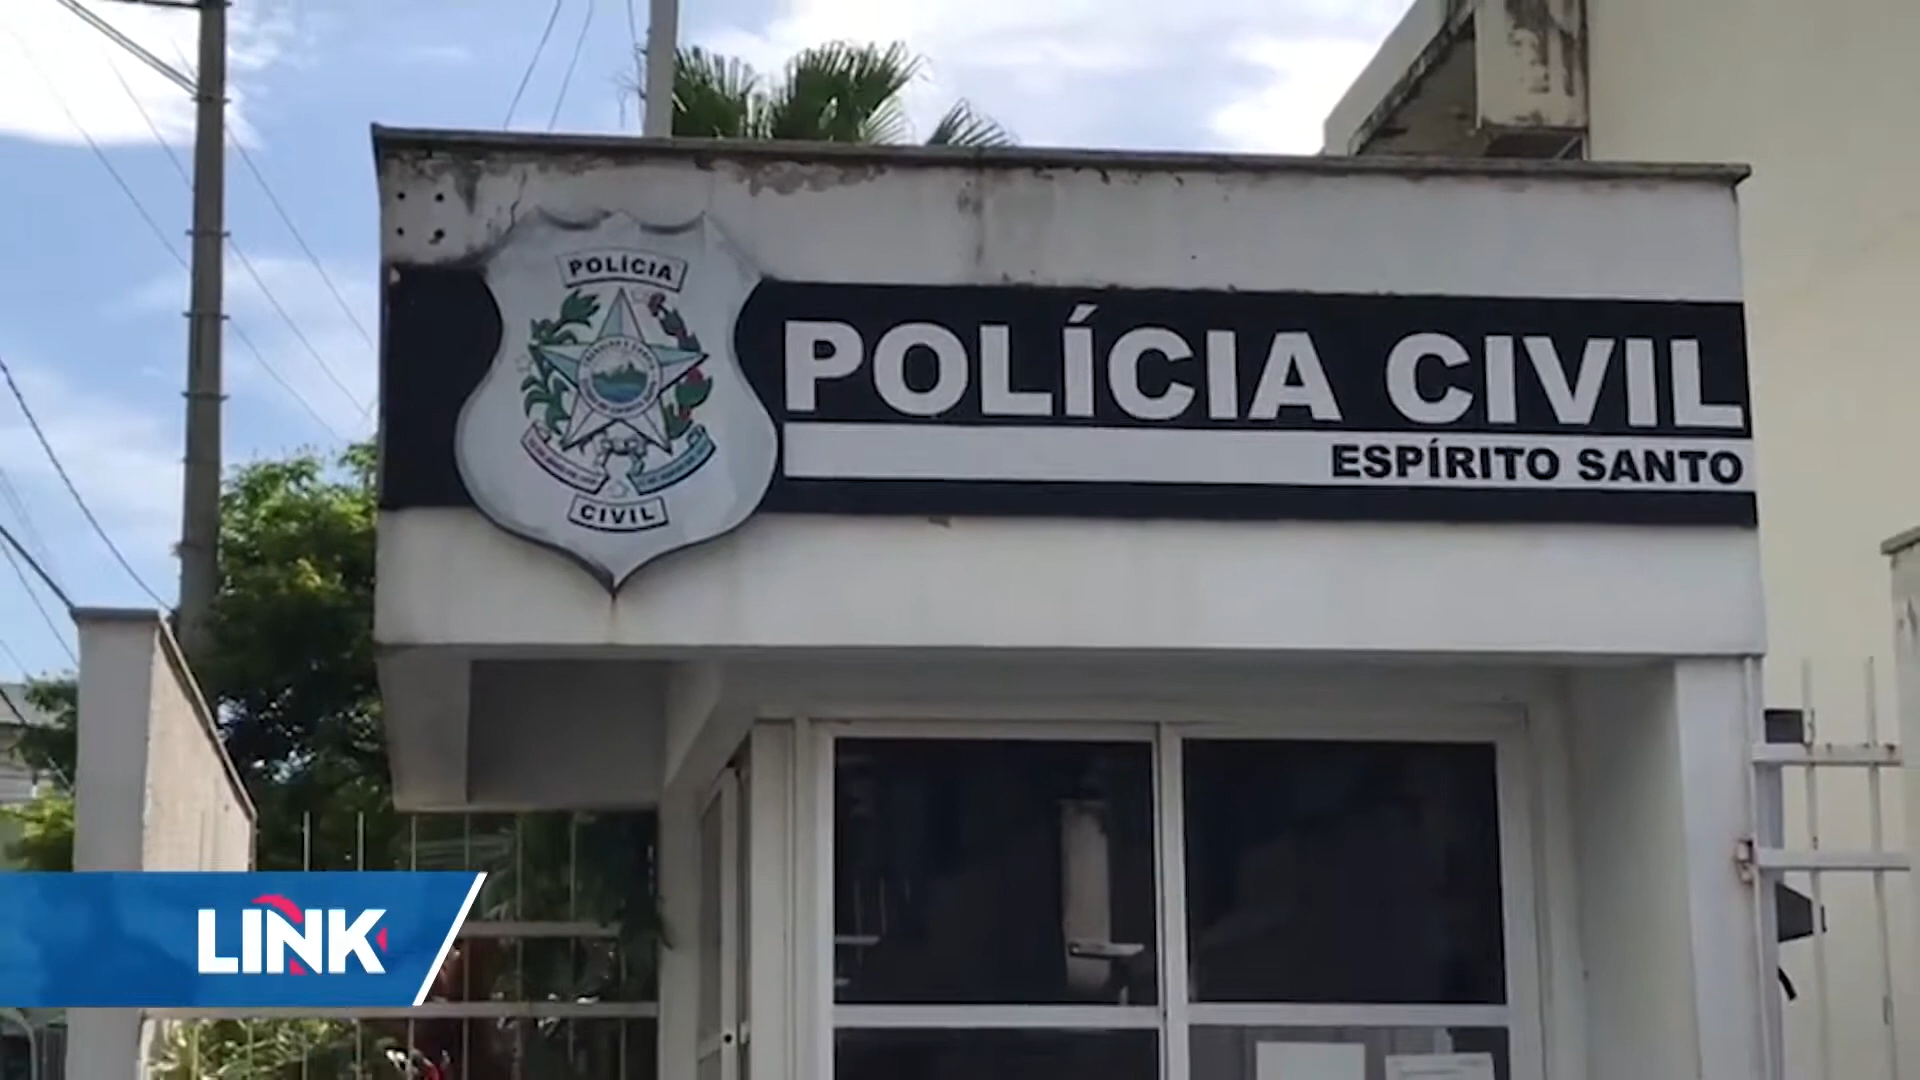 POLÍCIA
CIVIL
POLÍCIA CIVIL
ESPÍRITO SANTO
LINK